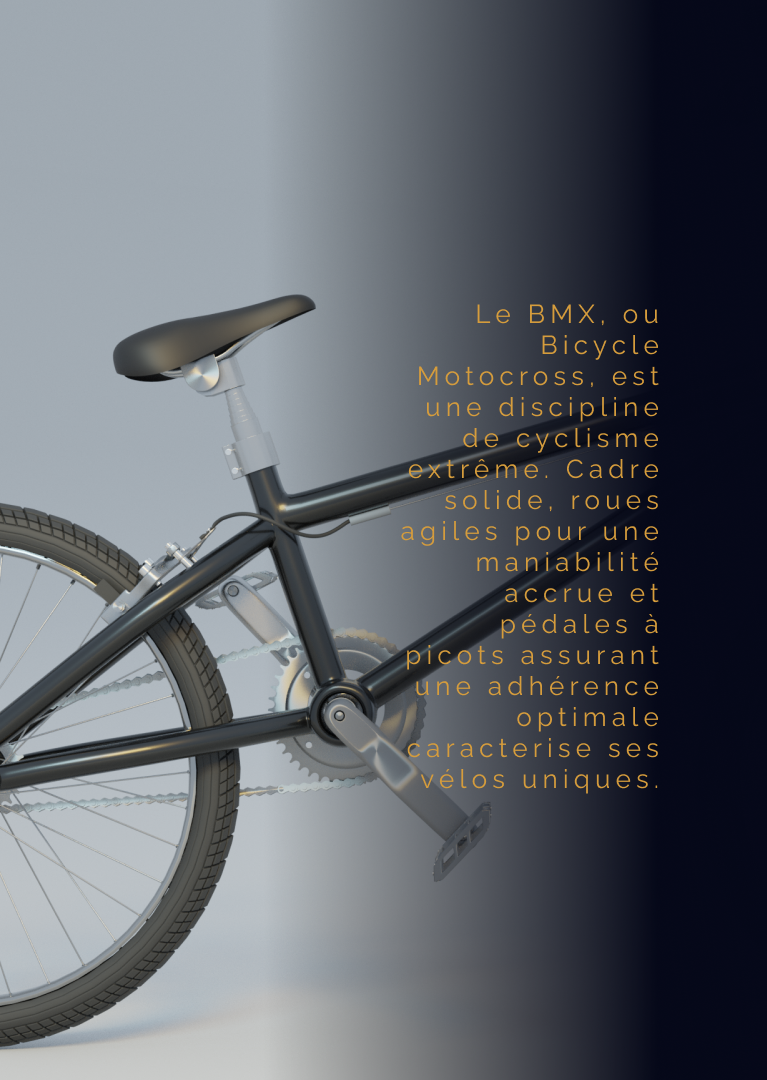 Le BMX, ou
Bicycle
Motocross, est
une discipline
de cyclisme
extrême. Cadre
solide, roues
agiles pour une
maniabilité
accrue et
pédales à
picots assurant
une adhérence
optimale
caracterise ses
vélos uniques.